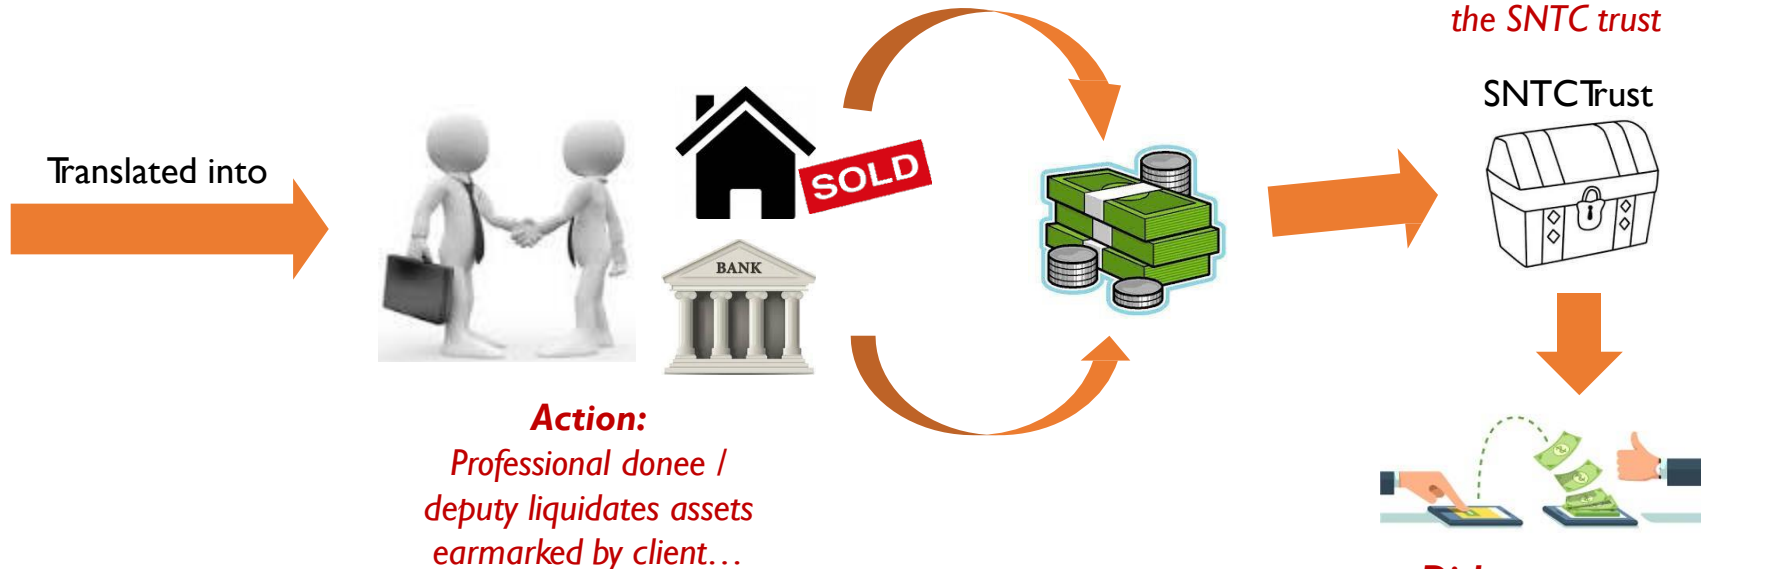 the SNTC trust
SNTCTrust
Translated into
SOLD
BANK
Action:
Professional donee /
deputy liquidates assets
earmarked by client…